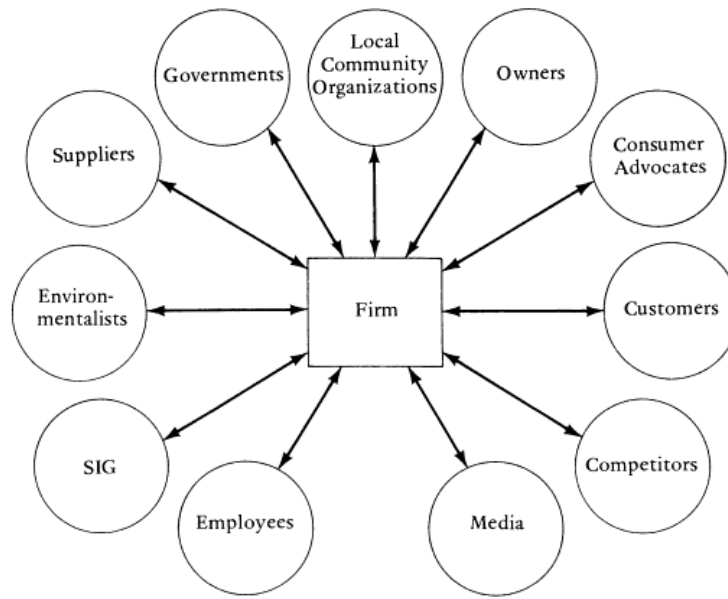 Local
Community
Organizations
Governments
Owners
Suppliers
Consumer
Advocates
Environ-
mentalists
Firm
Customers
SIG
Competitors
Employees
Media